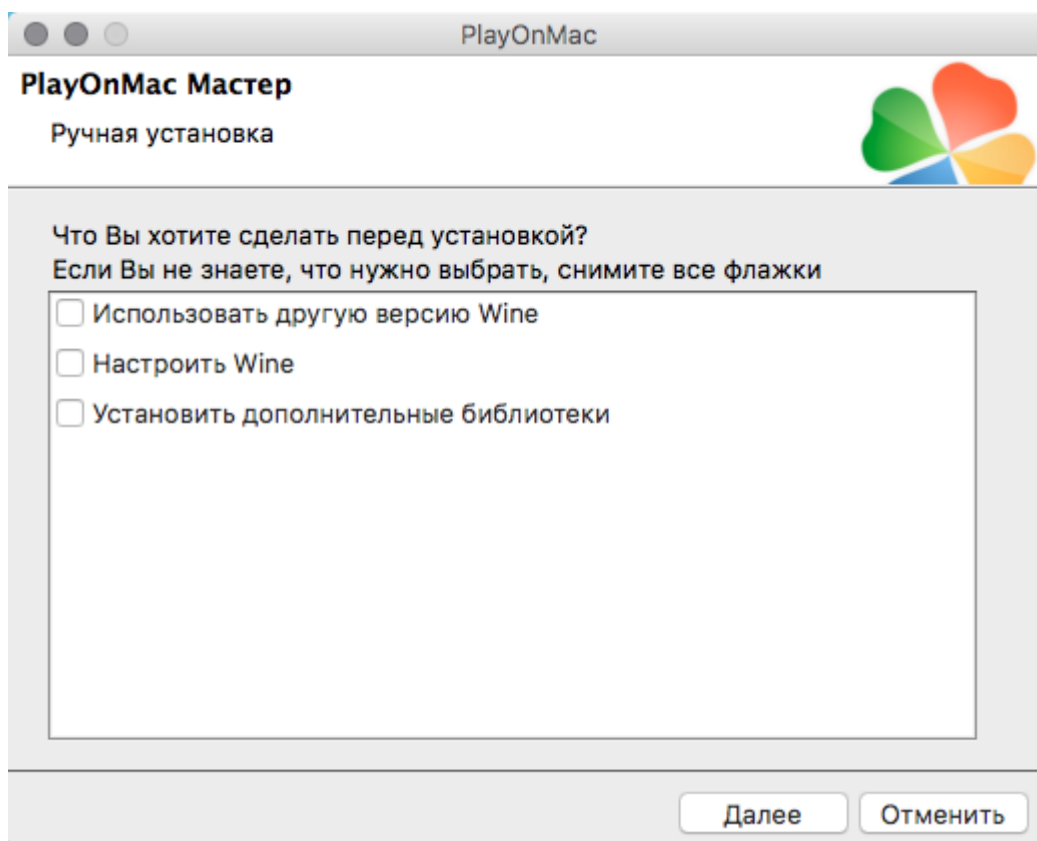 PlayOnMac
PlayOnMac Мастер
Ручная установка
Что Вы хотите сделать перед установкой?
Если Вы не знаете, что нужно выбрать, снимите все флажки
Использовать другую версию Wine
Настроить Wine
Установить дополнительные библиотеки
Далее
Отменить